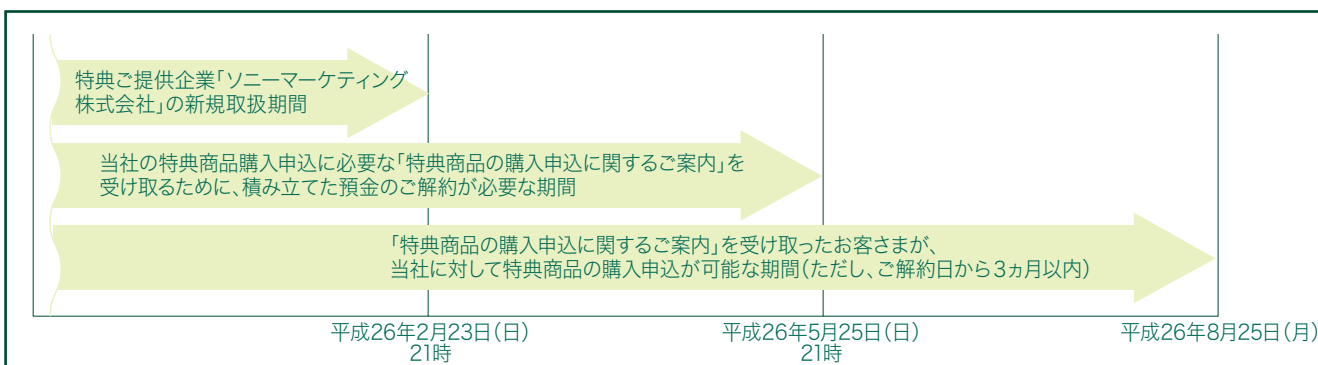 特典ご提供企業「ソニーマーケティング
株式会社」の新規取扱期間
当社の特典商品購入申込に必要な「特典商品の購入申込に関するご案内」を
受け取るために、積み立てた預金のご解約が必要な期間
「特典商品の購入申込に関するご案内」を受け取ったお客さまが、
当社に対して特典商品の購入申込が可能な期間(ただし、ご解約日から3ヵ月以内)
平成26年2月23日(日)
21時
平成26年5月25日(日)
21時
平成26年8月25日(月)